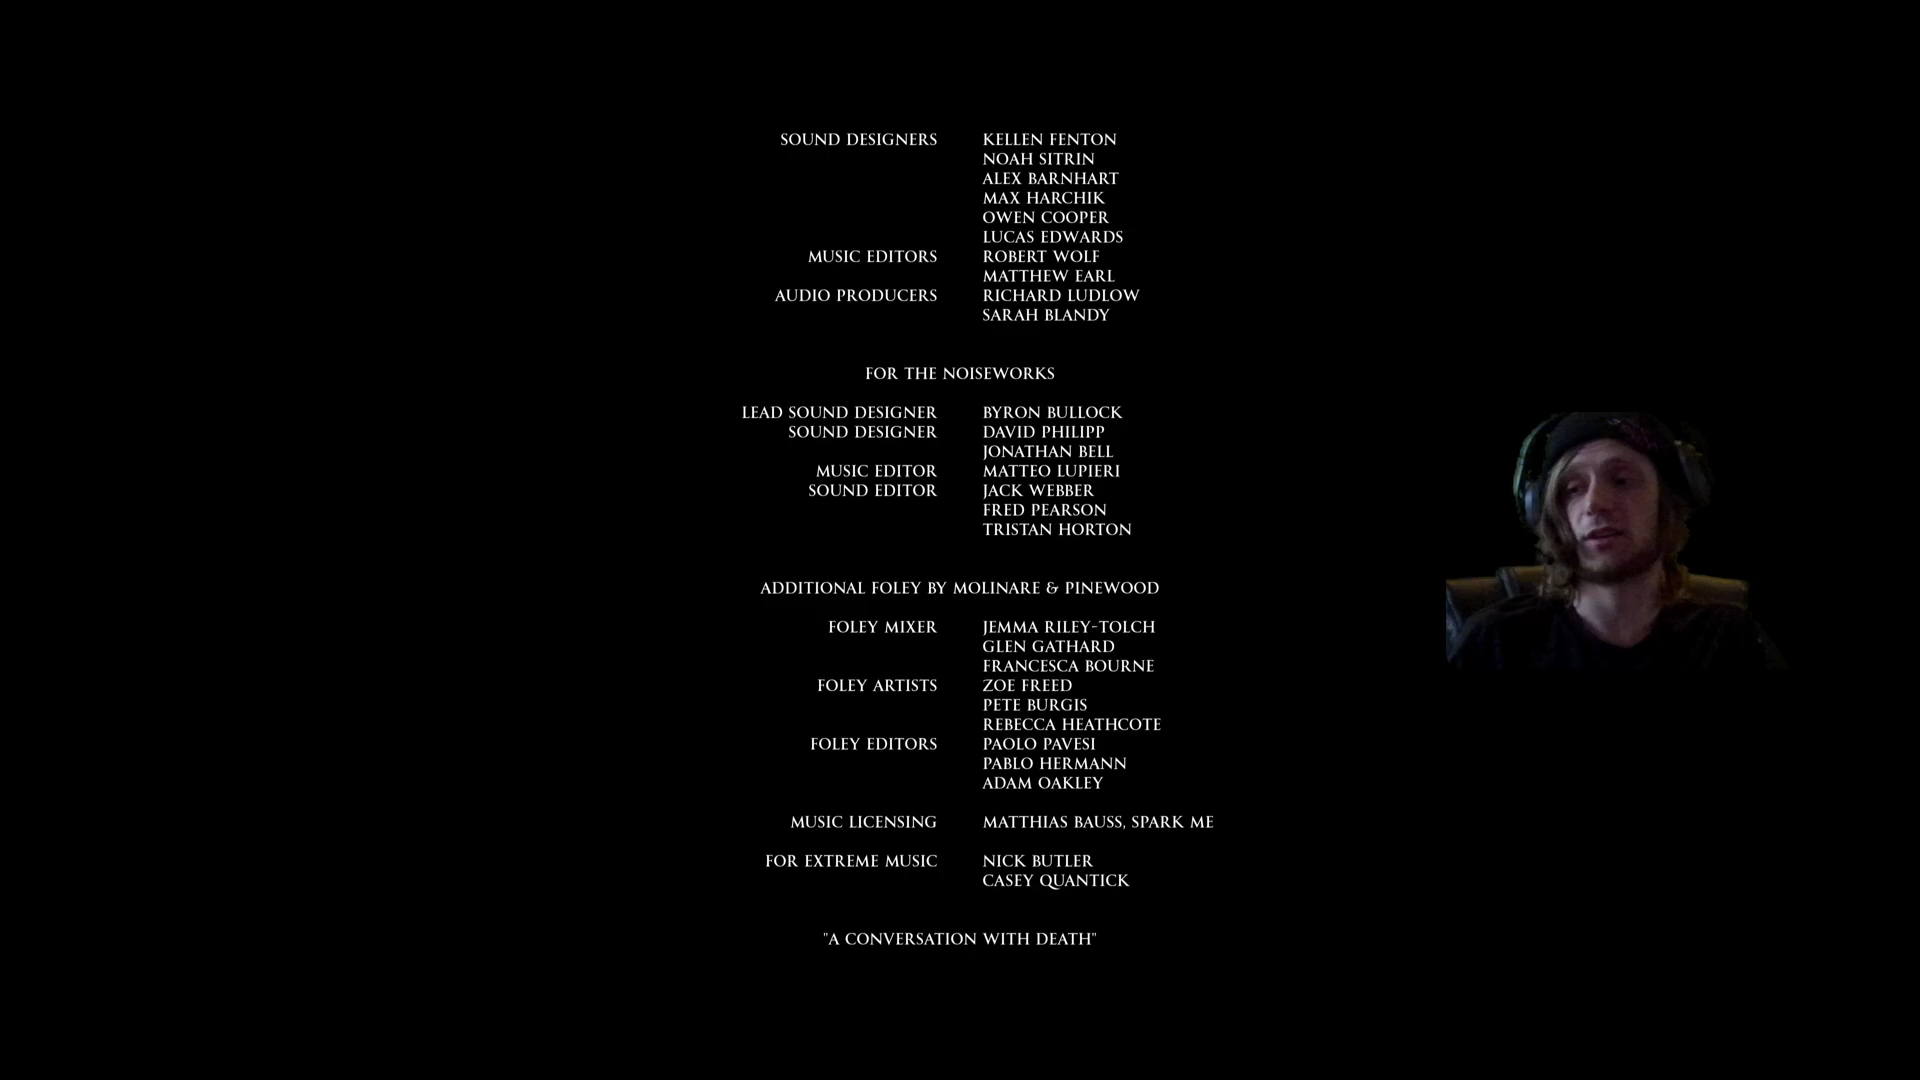 SOUND DESIGNERS KELLEN FENTON
NOAH SITRIN
ALEX BARNHART
MAX HARCHIK
OWEN COOPER
LUCAS EDWARDS
MUSIC EDITORS ROBERT WOLF
MATTHEW EARL
AUDIO PRODUCERS RICHARD LUDLOW
SARAH BLANDY
FOR THE NOISEWORKS
LEAD SOUND DESIGNER BYRON BULLOCK
SOUND DESIGNER DAVID PHILIPP
JONATHAN BELL
MUSIC EDITOR MATTEO LUPIERI
SOUND EDITOR JACK WEBBER
FRED PEARSON
TRISTAN HORTON
ADDITIONAL FOLEY BY MOLINARE & PINEWOOD
FOLEY MIXER JEMMA RILEY-TOLCH
GLEN GATHARD
FRANCESCA BOURNE
FOLEY ARTISTS ZOE FREED
PETE BURGIS
REBECCA HEATHCOTE
FOLEY EDITORS PAOLO PAVESI
PABLO HERMANN
ADAM OAKLEY
MUSIC LICENSING MATTHIAS BAUSS, SPARK ME
FOR EXTREME MUSIC NICK BUTLER
CASEY QUANTICK
"A CONVERSATION WITH DEATH"